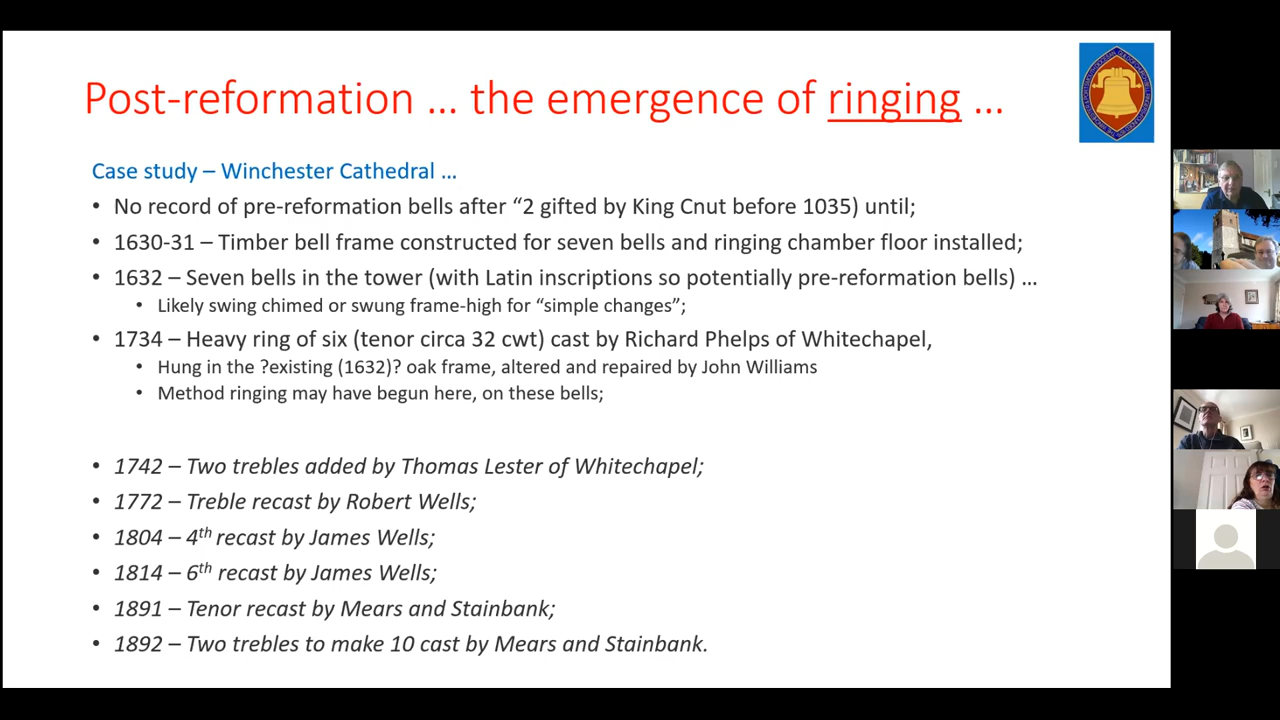 Post-reformation … the emergence of ringing …
Case study – Winchester Cathedral …
• No record of pre-reformation bells after “2 gifted by King Cnut before 1035) until;
• 1630-31 – Timber bell frame constructed for seven bells and ringing chamber floor installed;
• 1632 – Seven bells in the tower (with Latin inscriptions so potentially pre-reformation bells) …
• Likely swing chimed or swung frame-high for “simple changes”;
• 1734 – Heavy ring of six (tenor circa 32 cwt) cast by Richard Phelps of Whitechapel,
• Hung in the ?existing (1632)? oak frame, altered and repaired by John Williams
• Method ringing may have begun here, on these bells;
• 1742 – Two trebles added by Thomas Lester of Whitechapel;
• 1772 – Treble recast by Robert Wells;
• 1804 – 4th recast by James Wells;
• 1814 – 6th recast by James Wells;
• 1891 – Tenor recast by Mears and Stainbank;
• 1892 – Two trebles to make 10 cast by Mears and Stainbank.